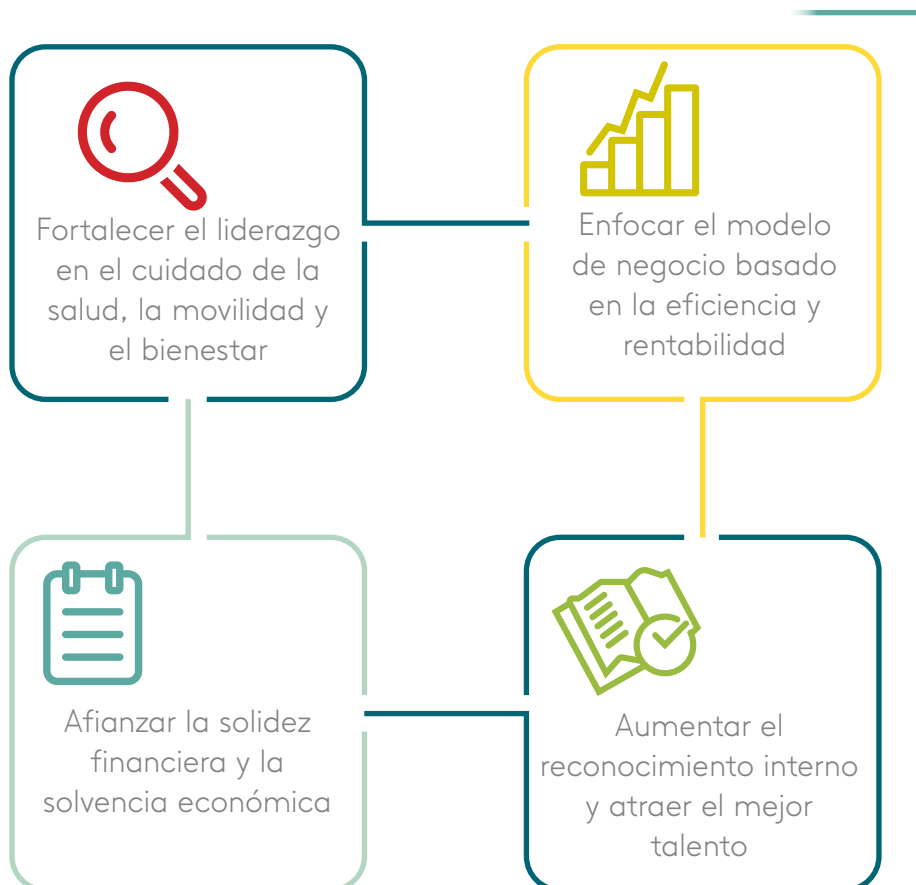 Fortalecer el liderazgo
en el cuidado de la
salud, la movilidad y
el bienestar
Enfocar el modelo
de negocio basado
en la eficiencia y
rentabilidad
Afianzar la solidez
financiera y la
solvencia económica
Aumentar el
reconocimiento interno
y atraer el mejor
talento